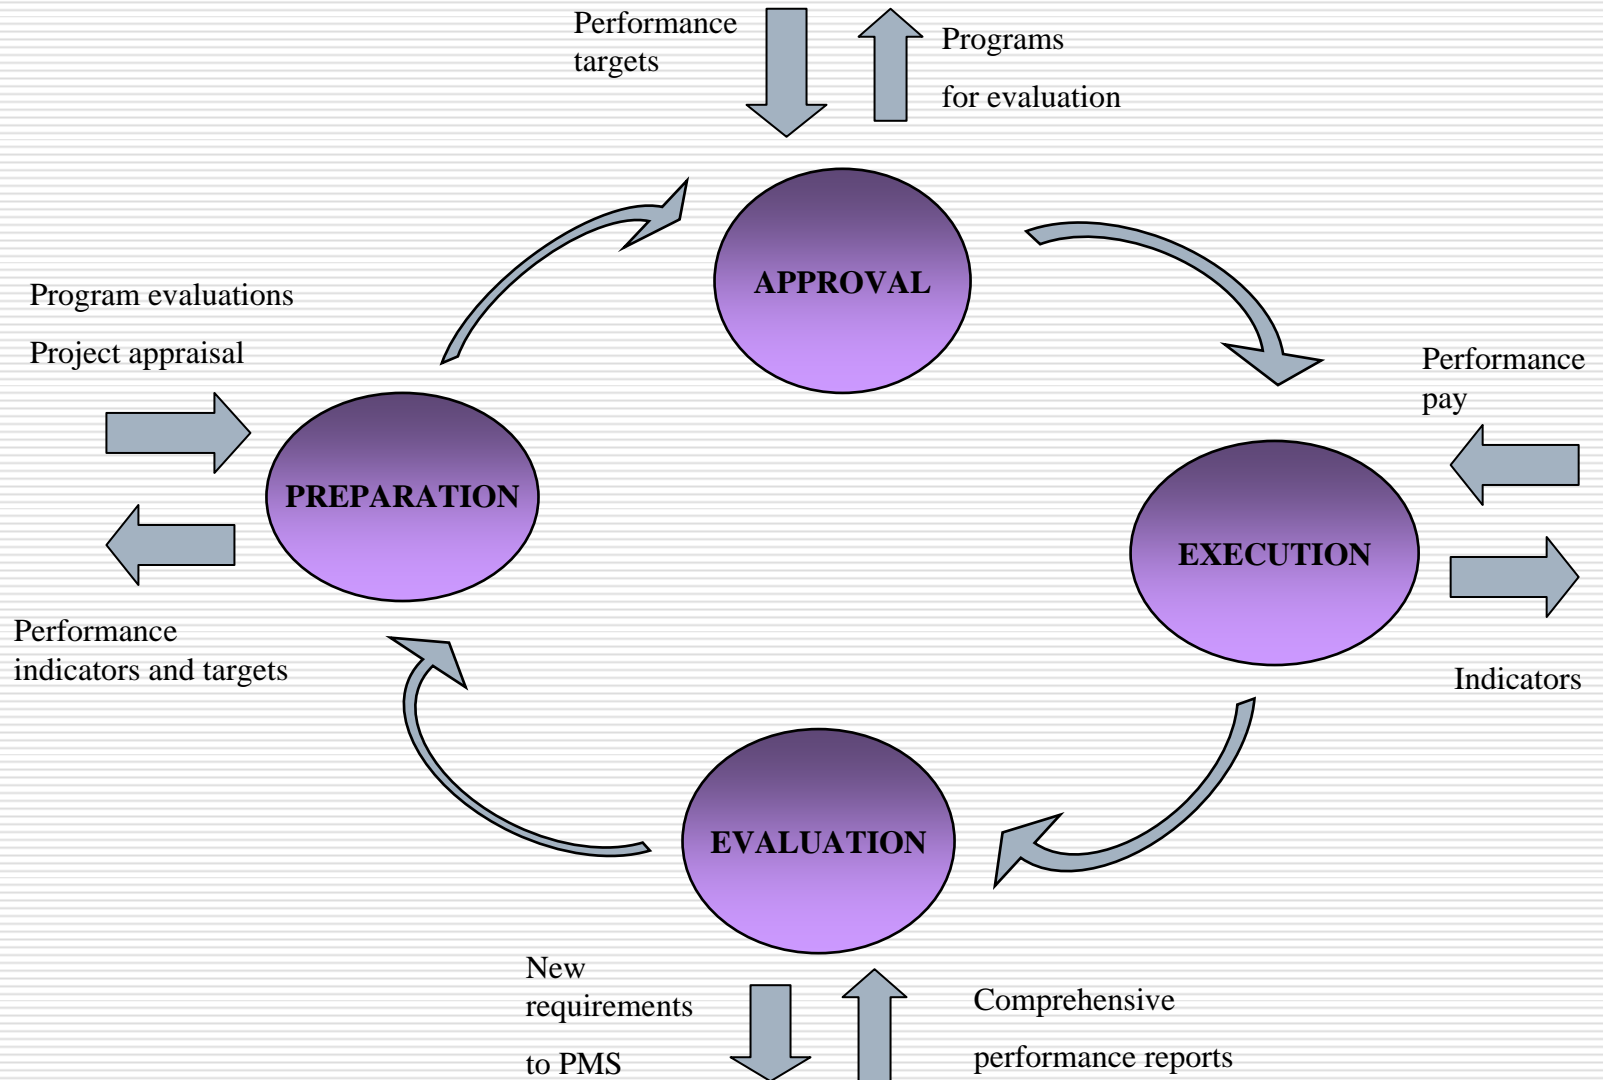 Performance
targets
Programs
for evaluation
APPROVAL
Program evaluations
Project appraisal
PREPARATION
Performance
indicators and targets
Performance
pay
EXECUTION
Indicators
EVALUATION
New
requirements
to PMS
Comprehensive
performance reports